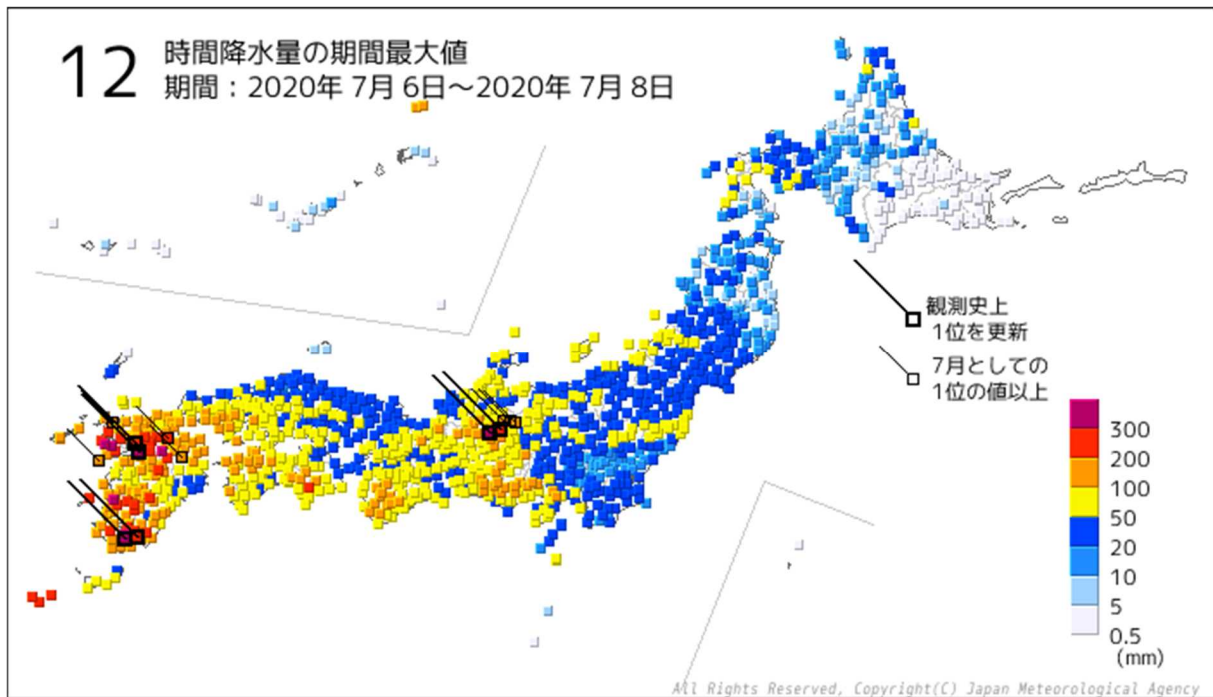 12
時間降水量の期間最大値
期間：2020年 7月 6日～2020年 7月 8日
観測史上
1位を更新
7月としての
1位の値以上
300
200
100
50
20
10
5
0.5
(mm)
All Rights Reserved, Copyright(C) Japan Meteorological Agency